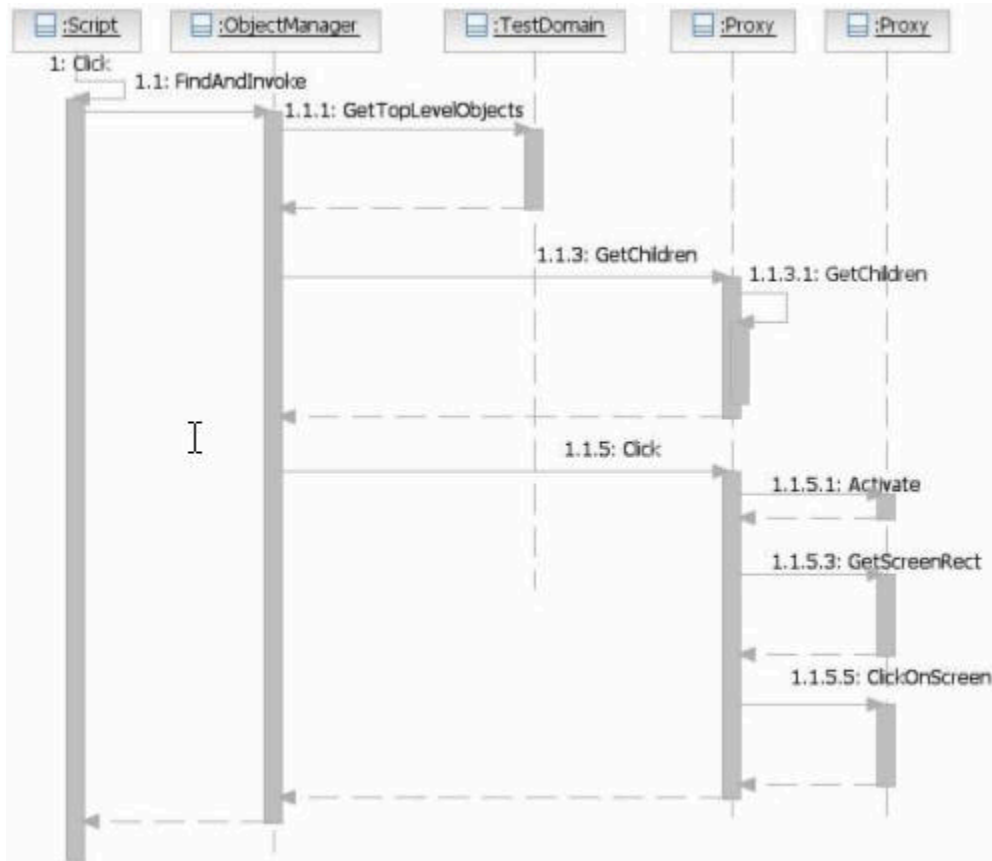 :Script
:ObjectManager
:TestDomain
:Proxy
:Proxy
1: Click
1.1: FindAndInvoke
1.1.1: GetTopLevelObjects
1.1.3: GetChildren
1.1.3.1: GetChildren
1.1.5: Click
1.1.5.1: Activate
1.1.5.3: GetScreenRect
1.1.5.5: ClickOnScreen